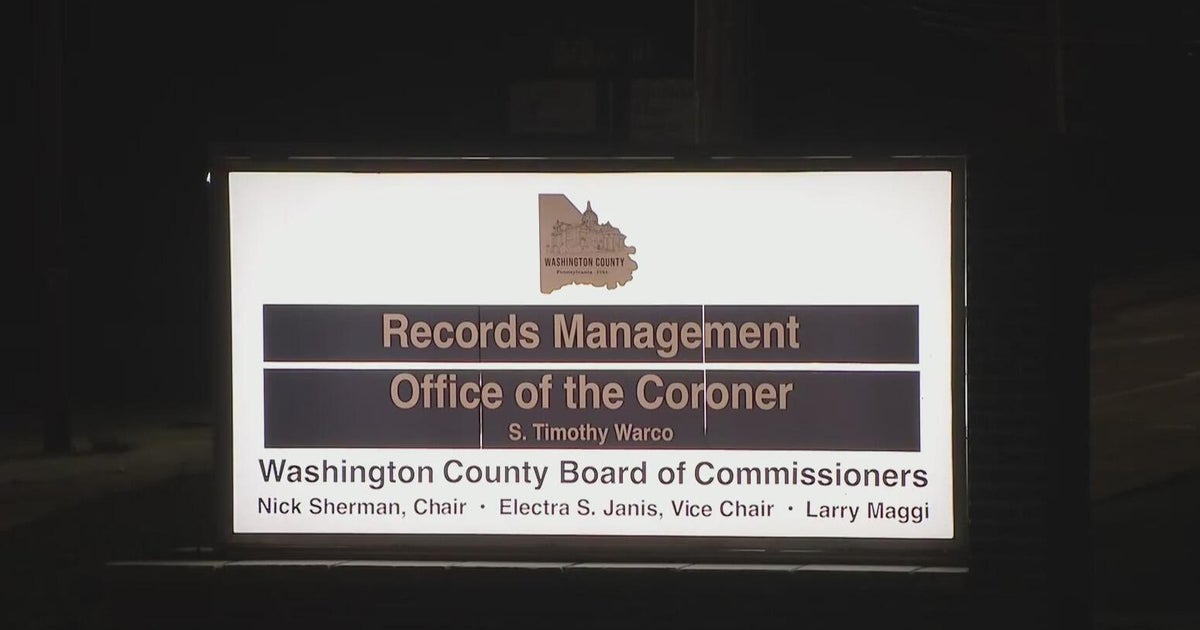 WASHINGTON COUNTY
Records Management
Office of the Coroner
S. Timothy Warco
Washington County Board of Commissioners
Nick Sherman, Chair • Electra S. Janis, Vice Chair • Larry Maggi